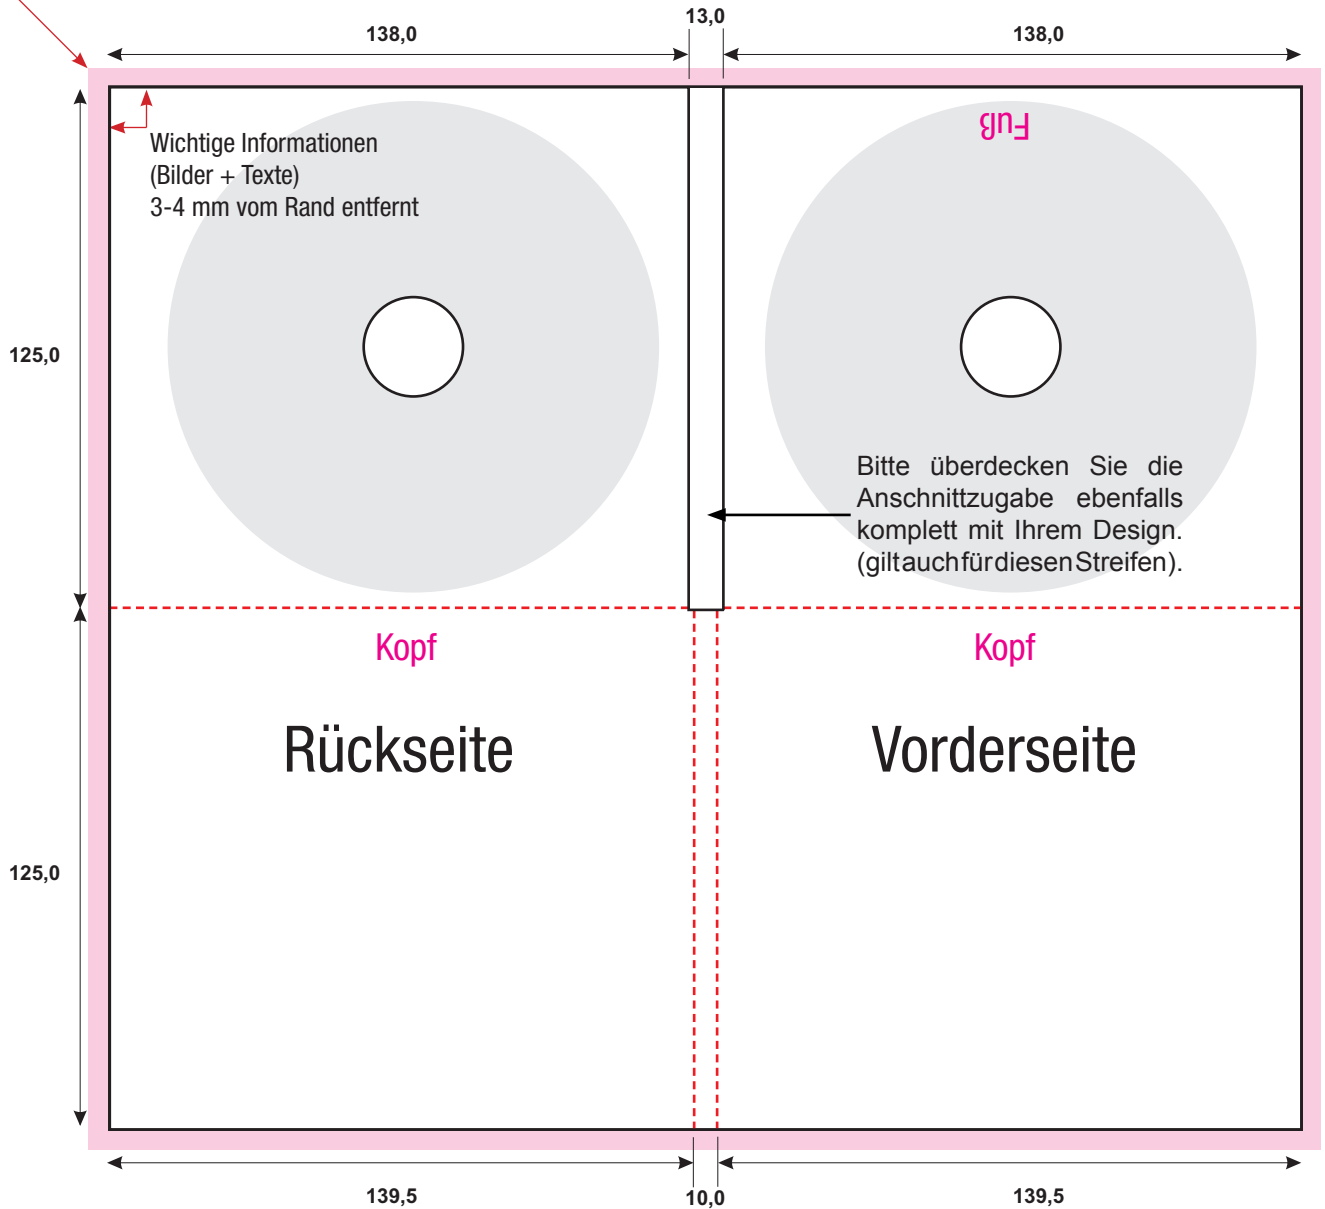 13,0
138,0
138,0
Fuß
Wichtige Informationen
(Bilder + Texte)
3-4 mm vom Rand entfernt
125,0
Bitte überdecken Sie die
Anschnittzugabe ebenfalls
komplett mit Ihrem Design.
(gilt auch für diesen Streifen).
Kopf
Kopf
Rückseite
Vorderseite
125,0
139,5
10,0
139,5